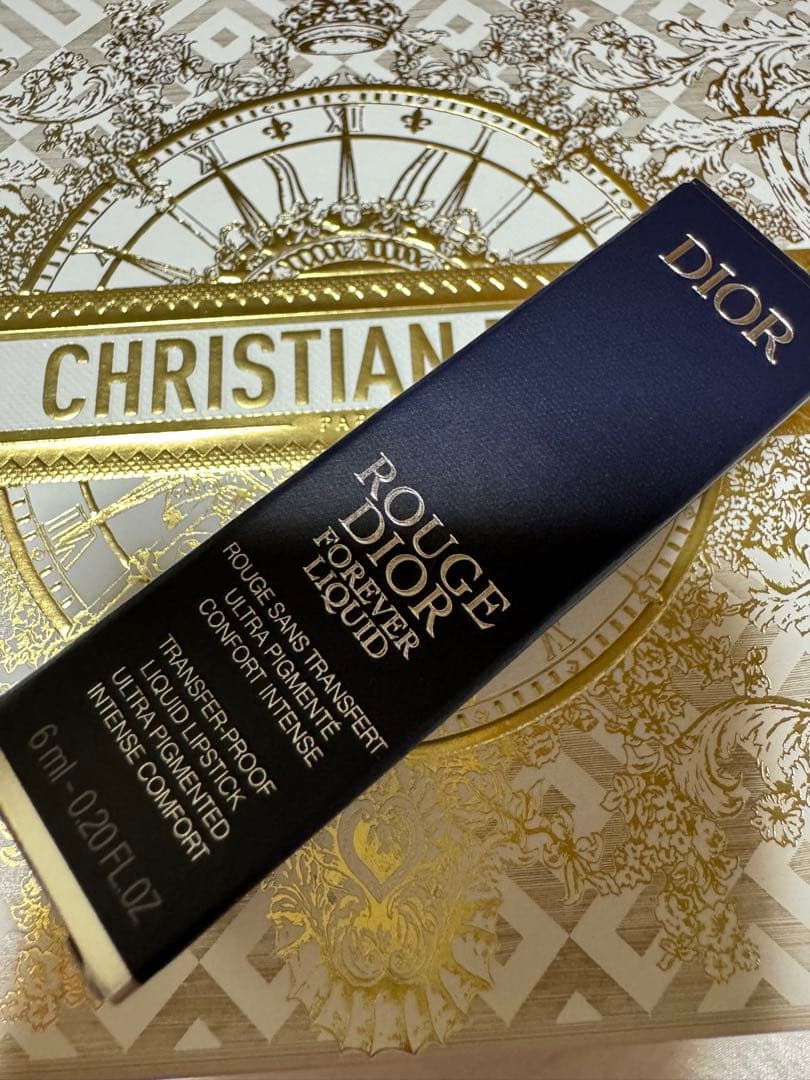 CHRISTIAN
DIOR
ROUGE
DIOR
FOREVER
LIQUID
ROUGE SANS TRANSFERT
ULTRA PIGMENTÉ
CONFORT INTENSE
TRANSFER-PROOF
LIQUID LIPSTICK
ULTRA PIGMENTED
INTENSE COMFORT
6 ml - 0.20 FL.OZ